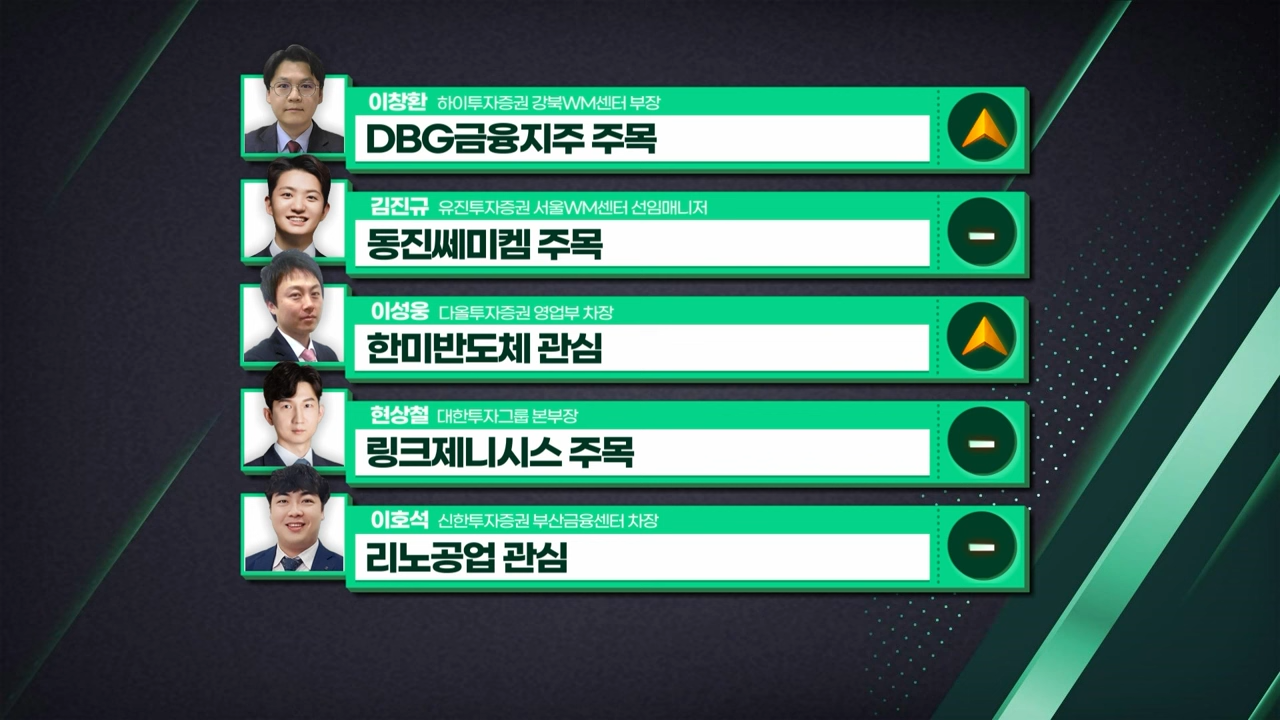 이창환 하이투자증권 강북WM센터 부장
DBG금융지주 주목
김진규 유진투자증권 서울WM센터 선임매니저
동진쎄미켐 주목
이성웅 다올투자증권 영업부 차장
한미반도체 관심
현상철 대한투자그룹 본부장
링크제니시스 주목
이호석 신한투자증권 부산금융센터 차장
리노공업 관심